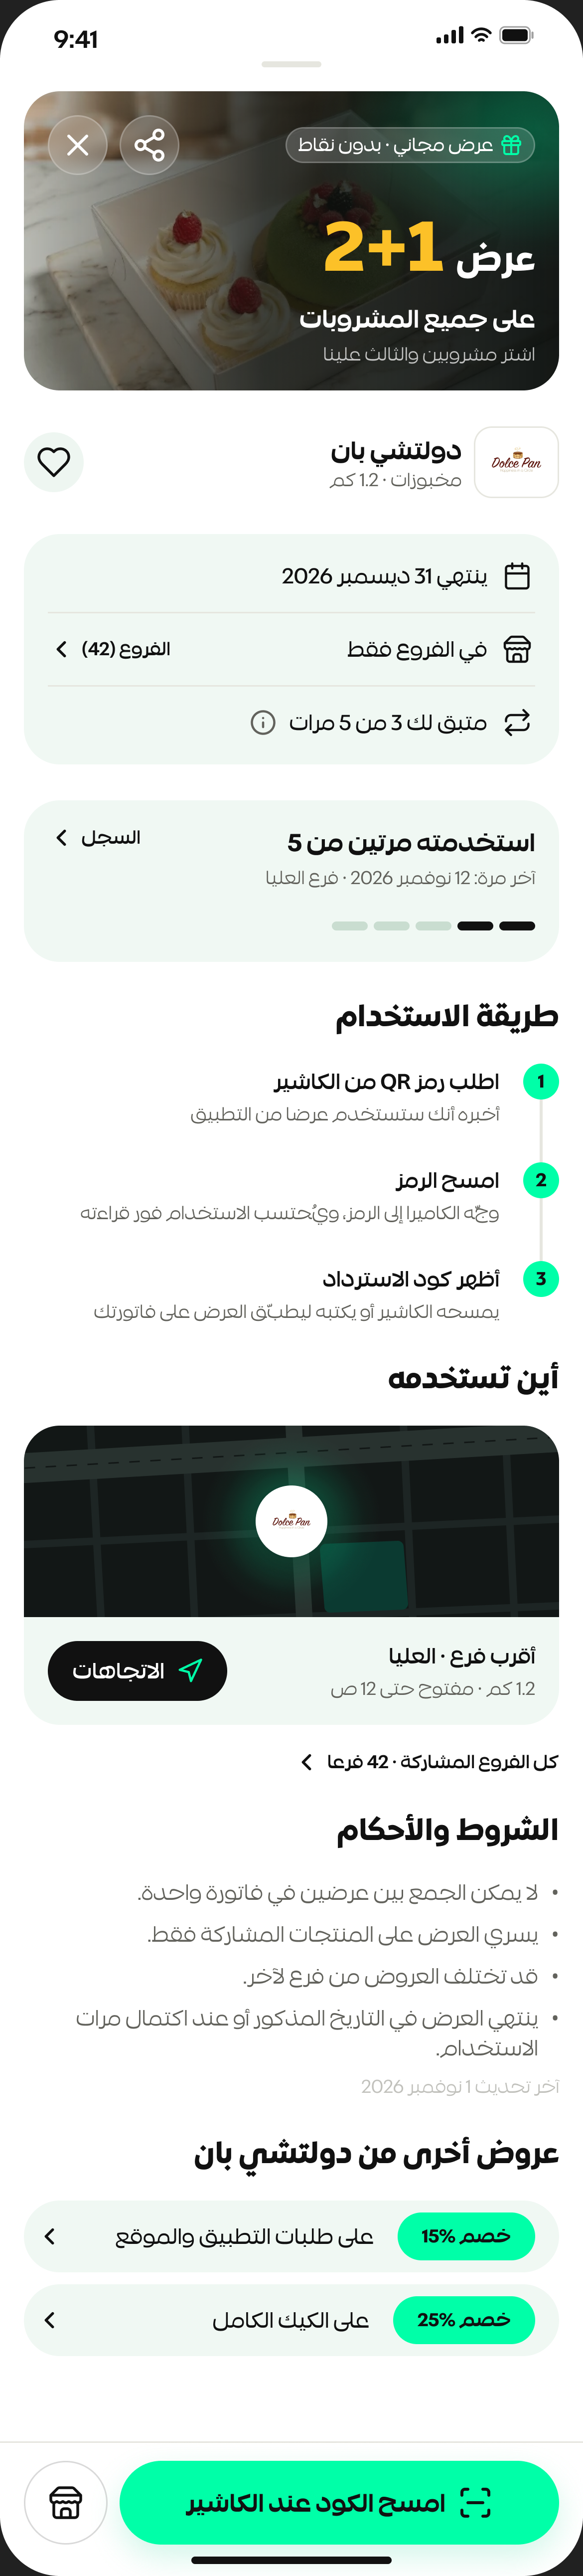 9:41
عرض مجاني · بدون نقاط
عرض 2+1
على جميع المشروبات
اشتر مشروبين والثالث علينا
Dolce Pan
دولتشي بان
مخبوزات · 1.2 كم
ينتهي 31 ديسمبر 2026
في الفروع فقط
الفروع (42)
متبق لك 3 من 5 مرات
استخدمته مرتين من 5
السجل
آخر مرة: 12 نوفمبر 2026 · فرع العليا
طريقة الاستخدام
1
اطلب رمز QR من الكاشير
أخبره أنك ستستخدم عرضا من التطبيق
2
امسح الرمز
وجّه الكاميرا إلى الرمز، ويُحتسب الاستخدام فور قراءته
3
أظهر كود الاسترداد
يمسحه الكاشير أو يكتبه ليطبّق العرض على فاتورتك
أين تستخدمه
Dolce Pan
أقرب فرع · العليا
1.2 كم · مفتوح حتى 12 ص
الاتجاهات
كل الفروع المشاركة · 42 فرعا
الشروط والأحكام
• لا يمكن الجمع بين عرضين في فاتورة واحدة.
• يسري العرض على المنتجات المشاركة فقط.
• قد تختلف العروض من فرع لآخر.
• ينتهي العرض في التاريخ المذكور أو عند اكتمال مرات
الاستخدام.
آخر تحديث 1 نوفمبر 2026
عروض أخرى من دولتشي بان
خصم 15%
على طلبات التطبيق والموقع
خصم 25%
على الكيك الكامل
امسح الكود عند الكاشير